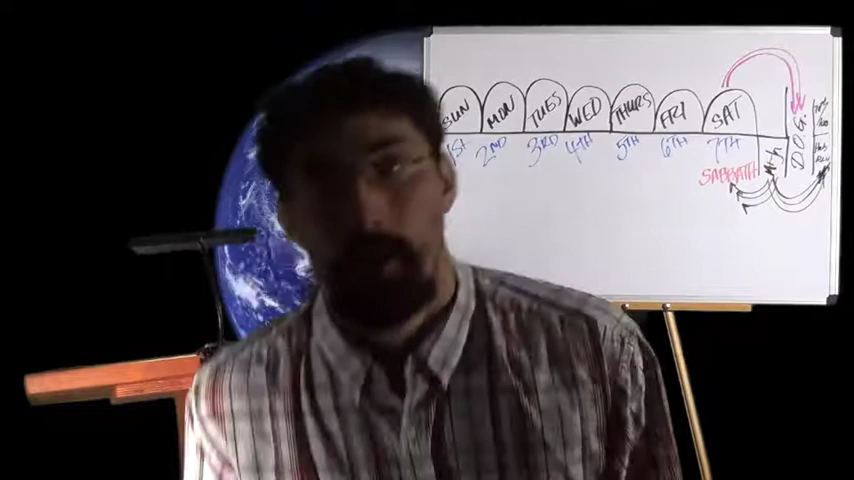 SUN MON TUES WED THURS FRI SAT
1ST 2ND 3RD 4TH 5TH 6TH 7TH
SABBATH
D.O.G.